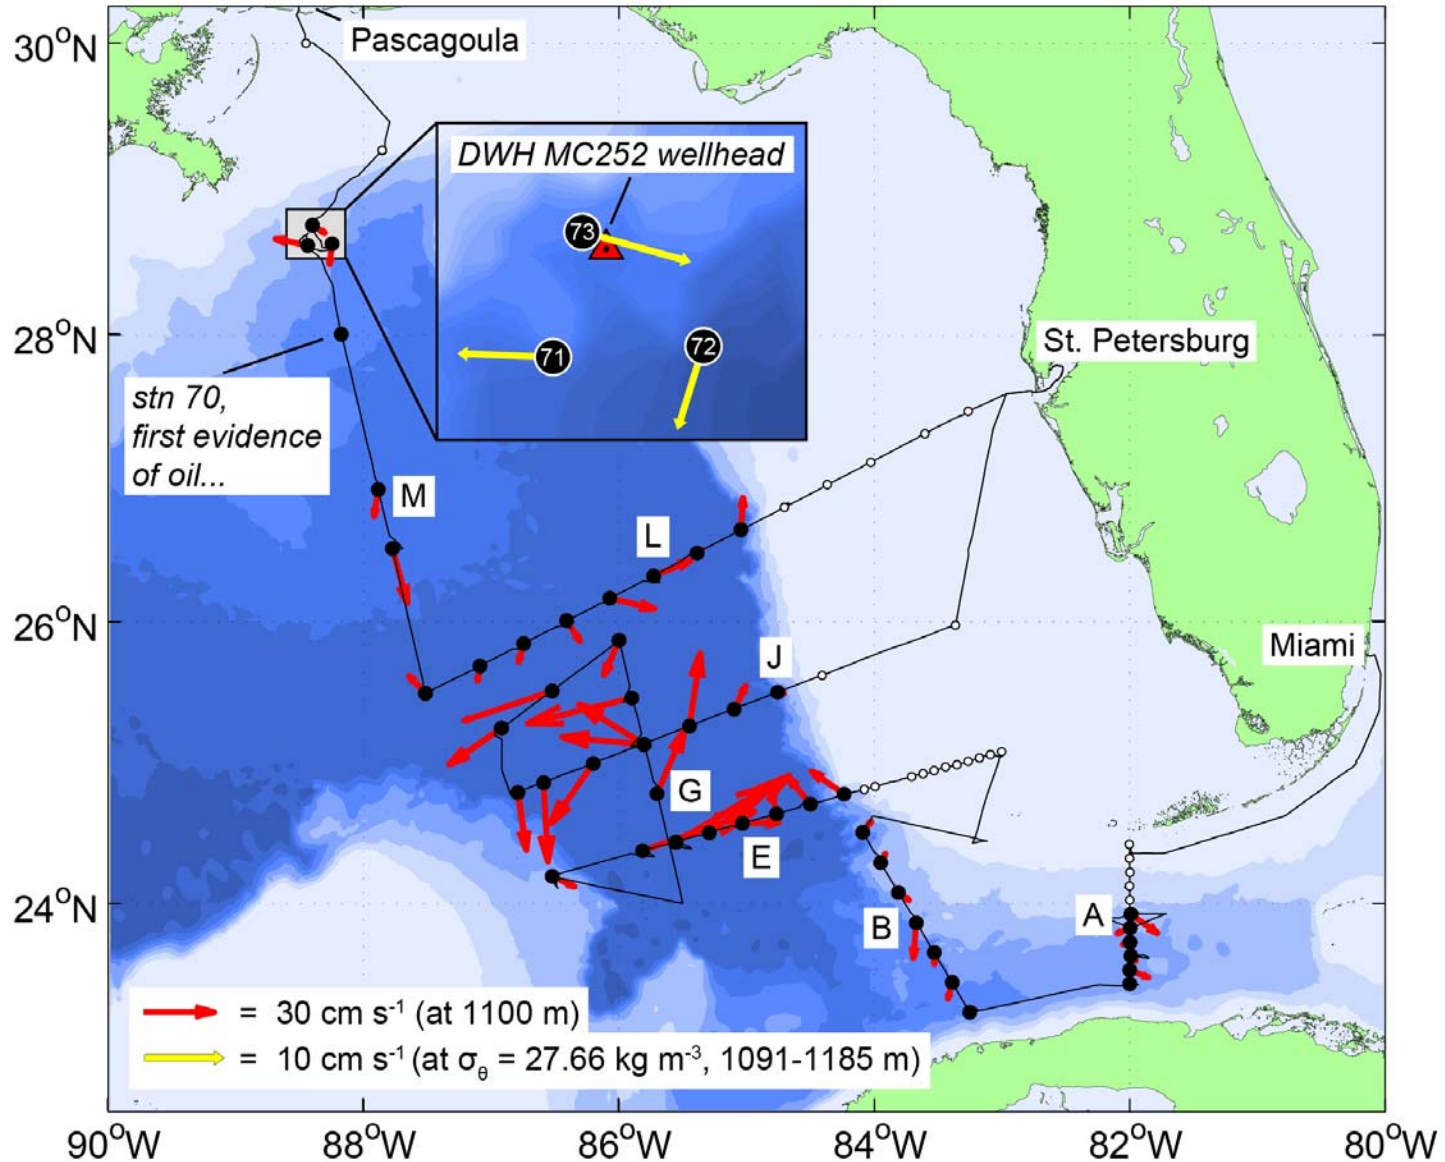 30°N
Pascagoula
DWH MC252 wellhead
73
72
71
28°N
St. Petersburg
stn 70,
first evidence
of oil...
M
L
26°N
Miami
J
G
E
24°N
A
B
= 30 cm s⁻¹ (at 1100 m)
= 10 cm s⁻¹ (at σθ = 27.66 kg m⁻³, 1091-1185 m)
90°W 88°W 86°W 84°W 82°W 80°W